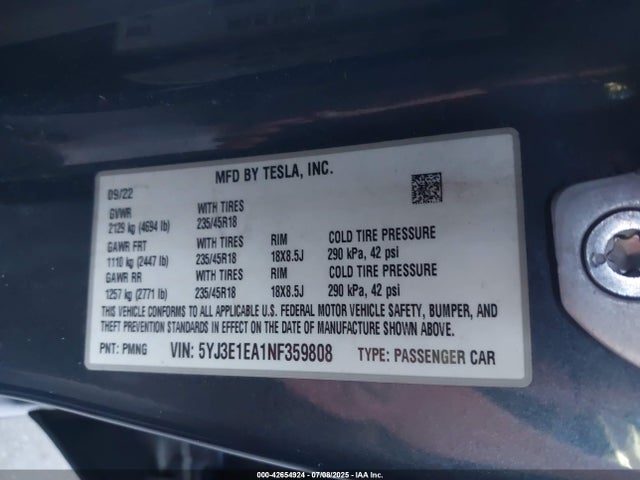 MFD BY TESLA, INC.
09/22
GVWR WITH TIRES
2129 kg (4694 lb) 235/45R18
GAWR FRT WITH TIRES RIM COLD TIRE PRESSURE
1110 kg (2447 lb) 235/45R18 18X8.5J 290 kPa, 42 psi
GAWR RR WITH TIRES RIM COLD TIRE PRESSURE
1257 kg (2771 lb) 235/45R18 18X8.5J 290 kPa, 42 psi
THIS VEHICLE CONFORMS TO ALL APPLICABLE U.S. FEDERAL MOTOR VEHICLE SAFETY, BUMPER, AND
THEFT PREVENTION STANDARDS IN EFFECT ON THE DATE OF MANUFACTURE SHOWN ABOVE.
PNT: PMNG VIN: 5YJ3E1EA1NF359808 TYPE: PASSENGER CAR
000-42654924 | 07/08/2025 | IAA Inc.